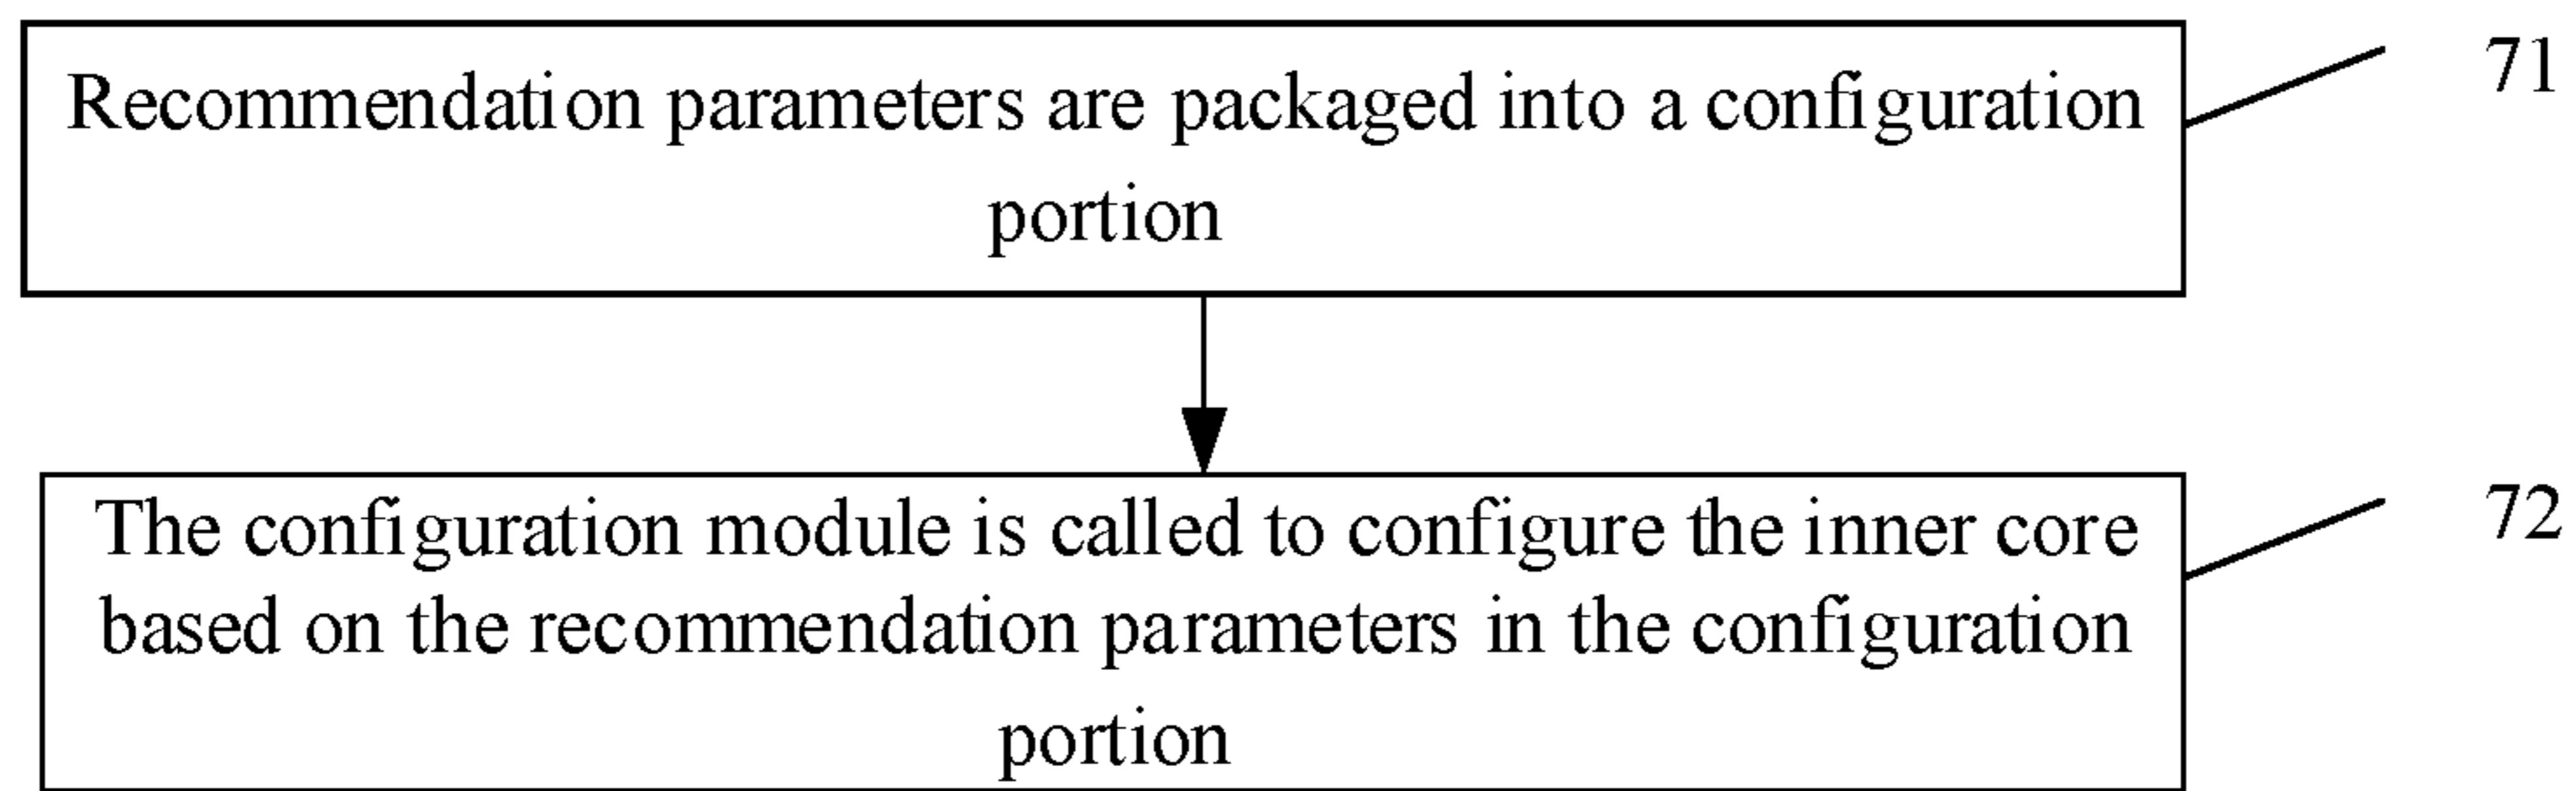 Recommendation parameters are packaged into a configuration
portion
71
The configuration module is called to configure the inner core
based on the recommendation parameters in the configuration
portion
72